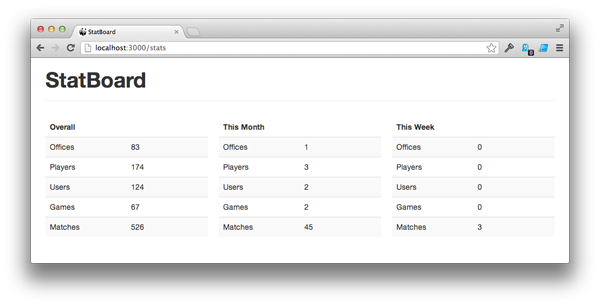 StatBoard
localhost:3000/stats
0
StatBoard
Overall
Offices 83
Players 174
Users 124
Games 67
Matches 526
This Month
Offices 1
Players 3
Users 2
Games 2
Matches 45
This Week
Offices 0
Players 0
Users 0
Games 0
Matches 3